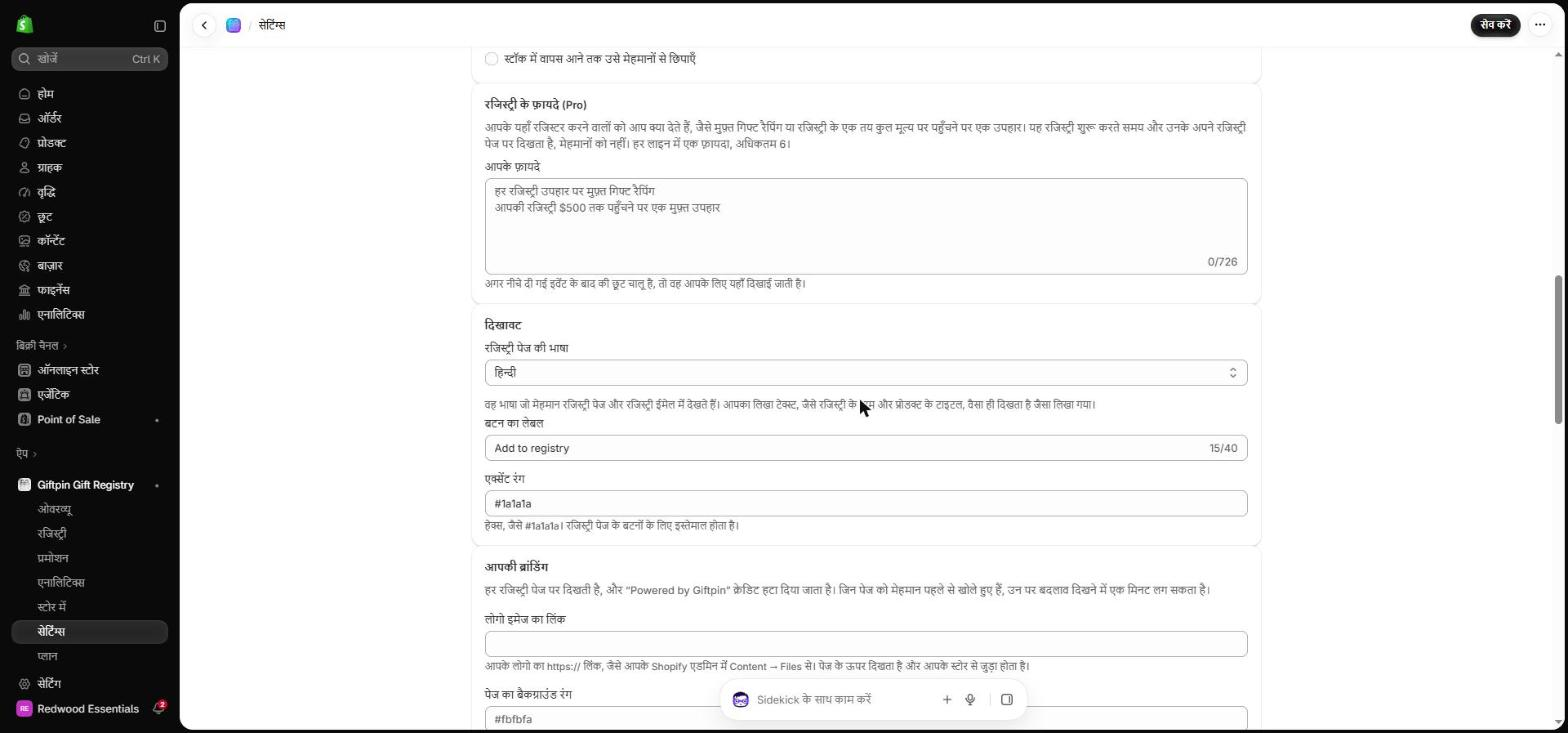 सेटिंग्स
सेव करें
खोजें
Ctrl K
होम
ऑर्डर
प्रोडक्ट
ग्राहक
वृद्धि
छूट
कॉन्टेंट
बाज़ार
फाइनेंस
एनालिटिक्स
बिक्री चैनल
ऑनलाइन स्टोर
एजेंटिक
Point of Sale
ऐप
Giftpin Gift Registry
ओवरव्यू
रजिस्ट्री
प्रमोशन
एनालिटिक्स
स्टोर में
सेटिंग्स
प्लान
सेटिंग
RE Redwood Essentials 2
स्टॉक में वापस आने तक उसे मेहमानों से छिपाएँ
रजिस्ट्री के फ़ायदे (Pro)
आपके यहाँ रजिस्टर करने वालों को आप क्या देते हैं, जैसे मुफ़्त गिफ्ट रैपिंग या रजिस्ट्री के एक तय कुल मूल्य पर पहुँचने पर एक उपहार। यह रजिस्ट्री शुरू करते समय और उनके अपने रजिस्ट्री
पेज पर दिखता है, मेहमानों को नहीं। हर लाइन में एक फ़ायदा, अधिकतम 6।
आपके फ़ायदे
हर रजिस्ट्री उपहार पर मुफ़्त गिफ्ट रैपिंग
आपकी रजिस्ट्री $500 तक पहुँचने पर एक मुफ़्त उपहार
0/726
अगर नीचे दी गई इवेंट के बाद की छूट चालू है, तो वह आपके लिए यहाँ दिखाई जाती है।
दिखावट
रजिस्ट्री पेज की भाषा
हिन्दी
वह भाषा जो मेहमान रजिस्ट्री पेज और रजिस्ट्री ईमेल में देखते हैं। आपका लिखा टेक्स्ट, जैसे रजिस्ट्री के और प्रोडक्ट के टाइटल, वैसा ही दिखता है जैसा लिखा गया।
बटन का लेबल
Add to registry
15/40
एक्सेंट रंग
#1a1a1a
हेक्स, जैसे #1a1a1a। रजिस्ट्री पेज के बटनों के लिए इस्तेमाल होता है।
आपकी ब्रांडिंग
हर रजिस्ट्री पेज पर दिखती है, और “Powered by Giftpin” क्रेडिट हटा दिया जाता है। जिन पेज को मेहमान पहले से खोले हुए हैं, उन पर बदलाव दिखने में एक मिनट लग सकता है।
लोगो इमेज का लिंक
आपके लोगो का https:// लिंक, जैसे आपके Shopify एडमिन में Content → Files से। पेज के ऊपर दिखता है और आपके स्टोर से जुड़ा होता है।
पेज का बैकग्राउंड रंग
#fbfbfa
Sidekick के साथ काम करें